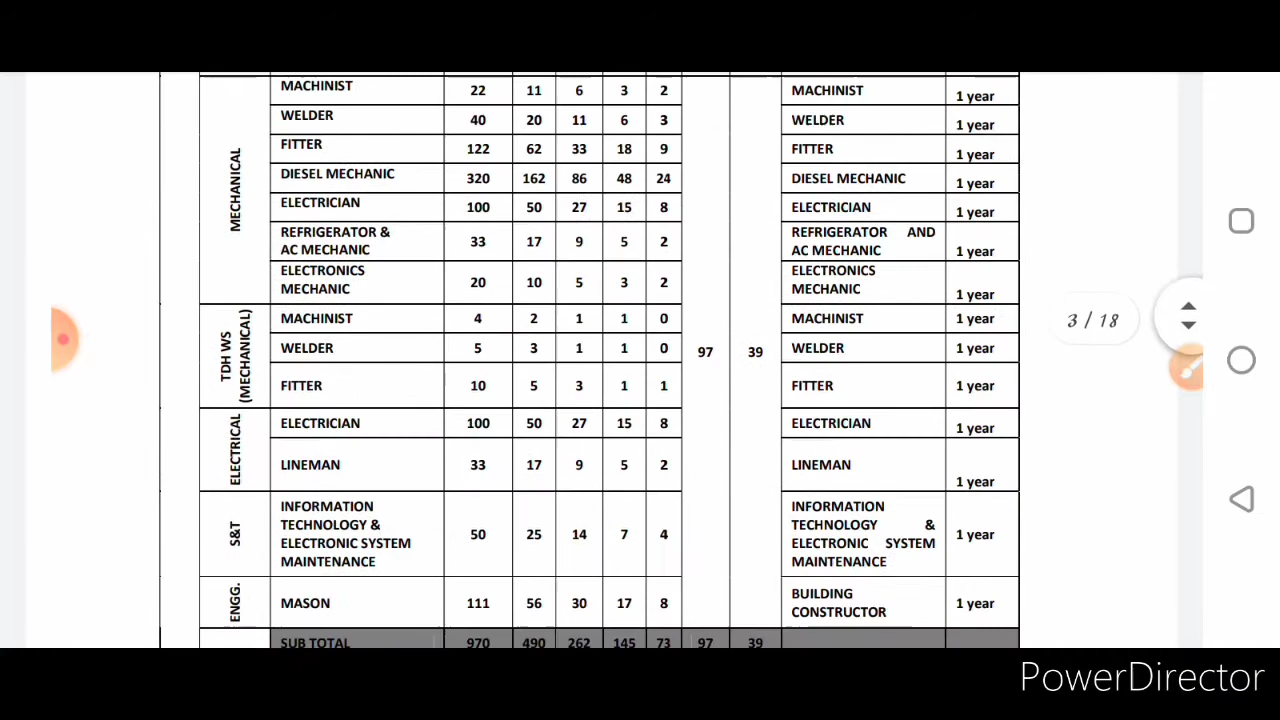 MECHANICAL
MACHINIST 22 11 6 3 2 MACHINIST 1 year
WELDER 40 20 11 6 3 WELDER 1 year
FITTER 122 62 33 18 9 FITTER 1 year
DIESEL MECHANIC 320 162 86 48 24 DIESEL MECHANIC 1 year
ELECTRICIAN 100 50 27 15 8 ELECTRICIAN 1 year
REFRIGERATOR & REFRIGERATOR AND
AC MECHANIC 33 17 9 5 2 AC MECHANIC 1 year
ELECTRONICS ELECTRONICS
MECHANIC 20 10 5 3 2 MECHANIC 1 year
TDH WS
(MECHANICAL)
MACHINIST 4 2 1 1 0 MACHINIST 1 year
WELDER 5 3 1 1 0 97 39 WELDER 1 year
FITTER 10 5 3 1 1 FITTER 1 year
ELECTRICAL
ELECTRICIAN 100 50 27 15 8 ELECTRICIAN 1 year
LINEMAN 33 17 9 5 2 LINEMAN 1 year
S&T
INFORMATION INFORMATION
TECHNOLOGY & TECHNOLOGY &
ELECTRONIC SYSTEM 50 25 14 7 4 ELECTRONIC SYSTEM 1 year
MAINTENANCE MAINTENANCE
ENGG.
MASON 111 56 30 17 8 BUILDING
CONSTRUCTOR 1 year
SUB TOTAL 970 490 262 145 73 97 39
3 / 18
PowerDirector